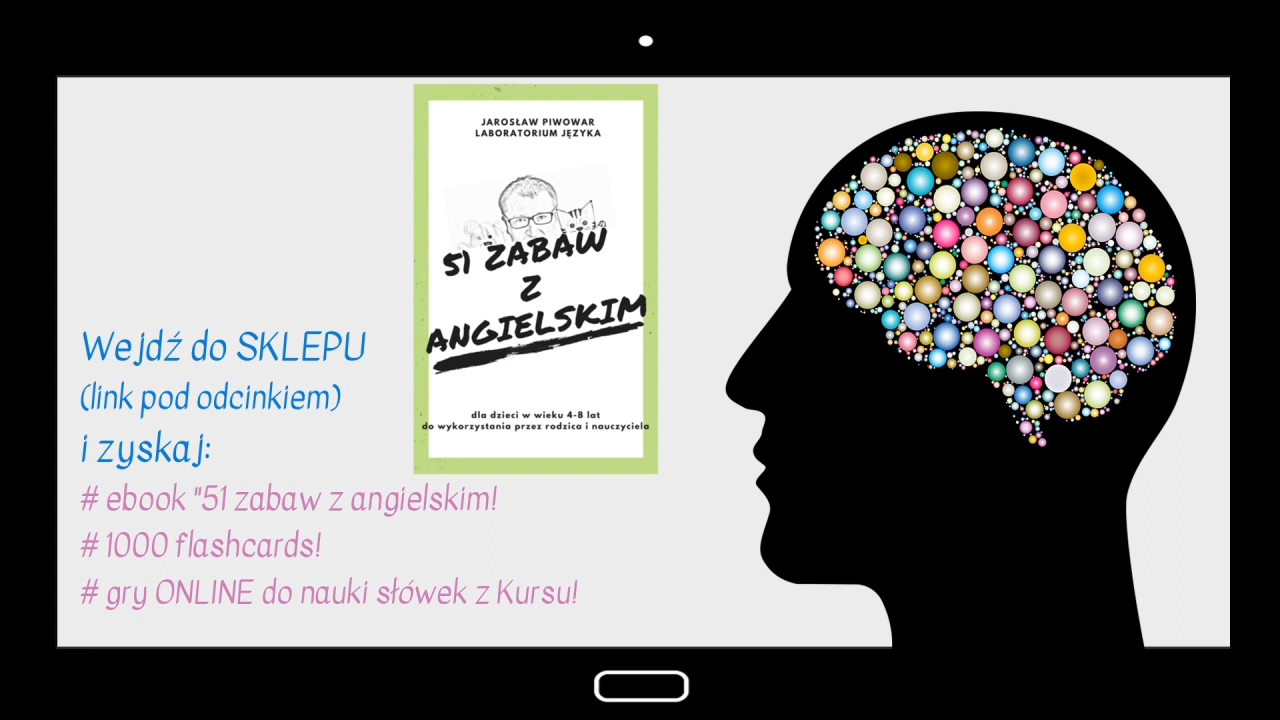 JAROSŁAW PIWOWAR
LABORATORIUM JĘZYKA
51 ZABAW
Z
ANGIELSKIM
dla dzieci w wieku 4-8 lat
do wykorzystania przez rodzica i nauczyciela
Wejdź do SKLEPU
(link pod odcinkiem)
i zyskaj:
# ebook "51 zabaw z angielskim!
# 1000 flashcards!
# gry ONLINE do nauki słówek z Kursu!